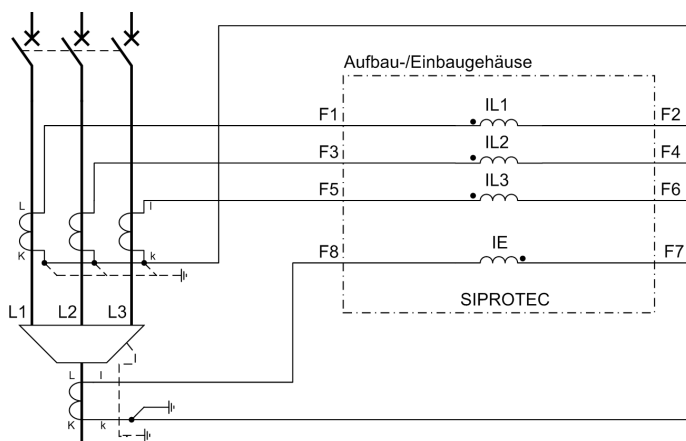 Aufbau-/Einbaugehäuse
IL1
F1 F2
IL2
F3 F4
IL3
F5 F6
L l
K k
IE
F8 F7
SIPROTEC
L1 L2 L3
L l
K k